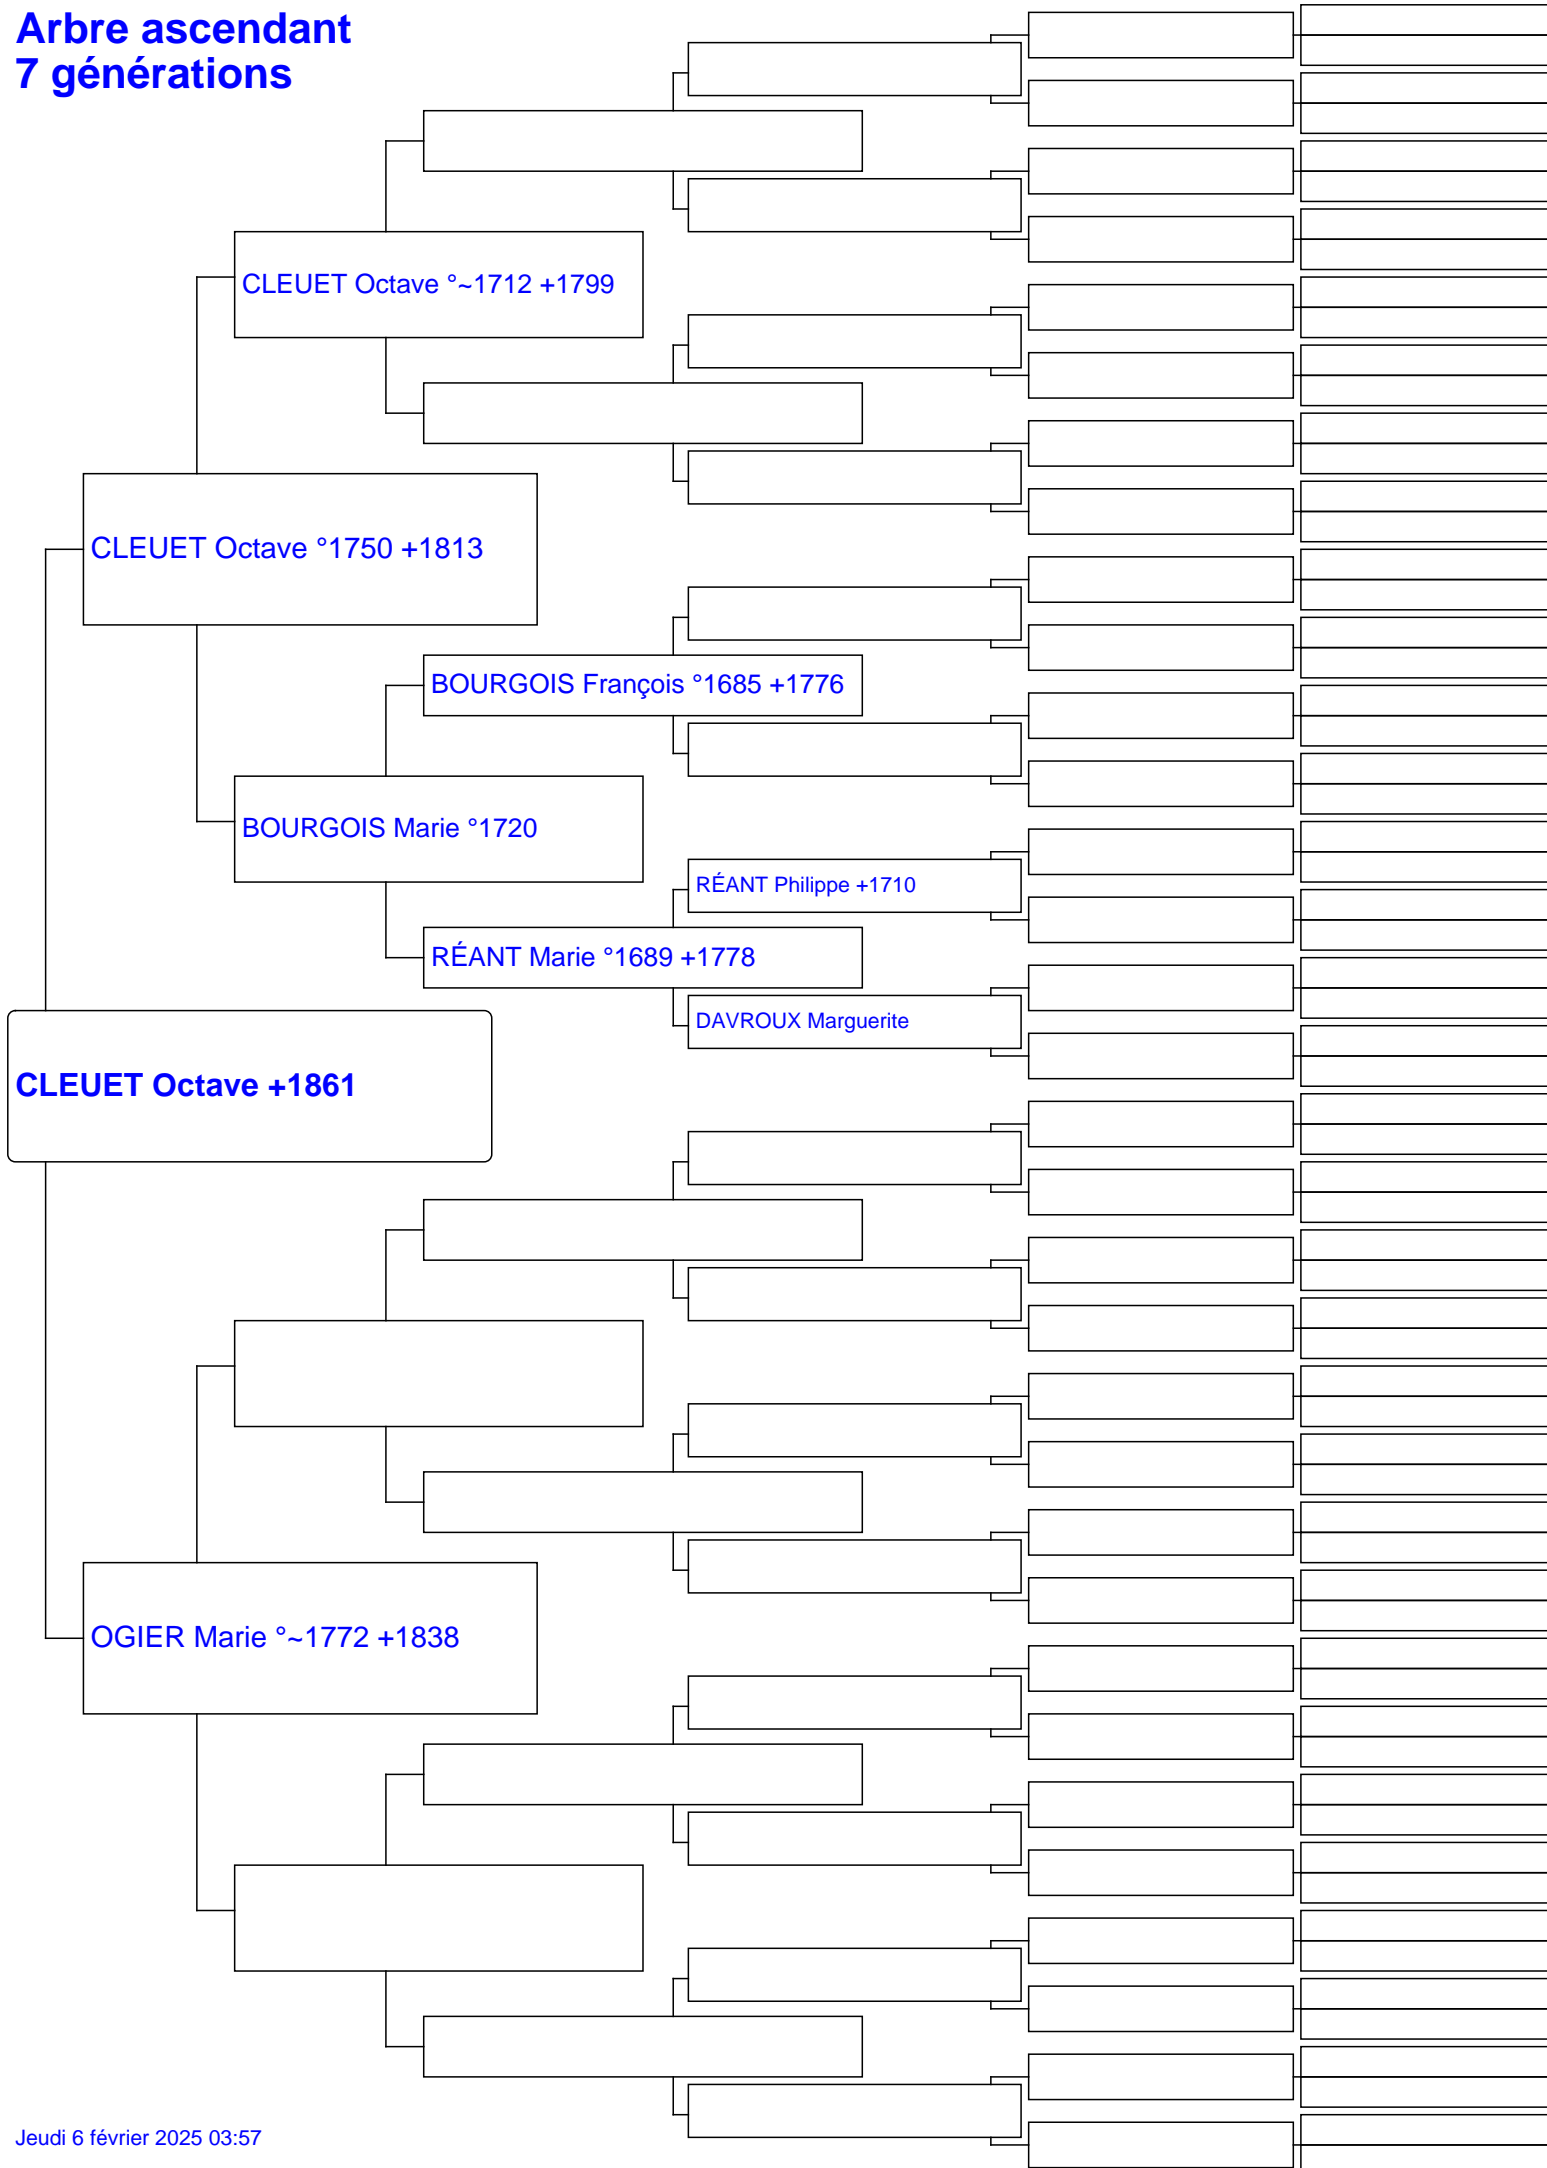 Arbre ascendant
7 générations
CLEUET Octave °~1712 +1799
CLEUET Octave °1750 +1813
BOURGOIS François °1685 +1776
BOURGOIS Marie °1720
RÉANT Philippe +1710
RÉANT Marie °1689 +1778
DAVROUX Marguerite
CLEUET Octave +1861
OGIER Marie °~1772 +1838
Jeudi 6 février 2025 03:57